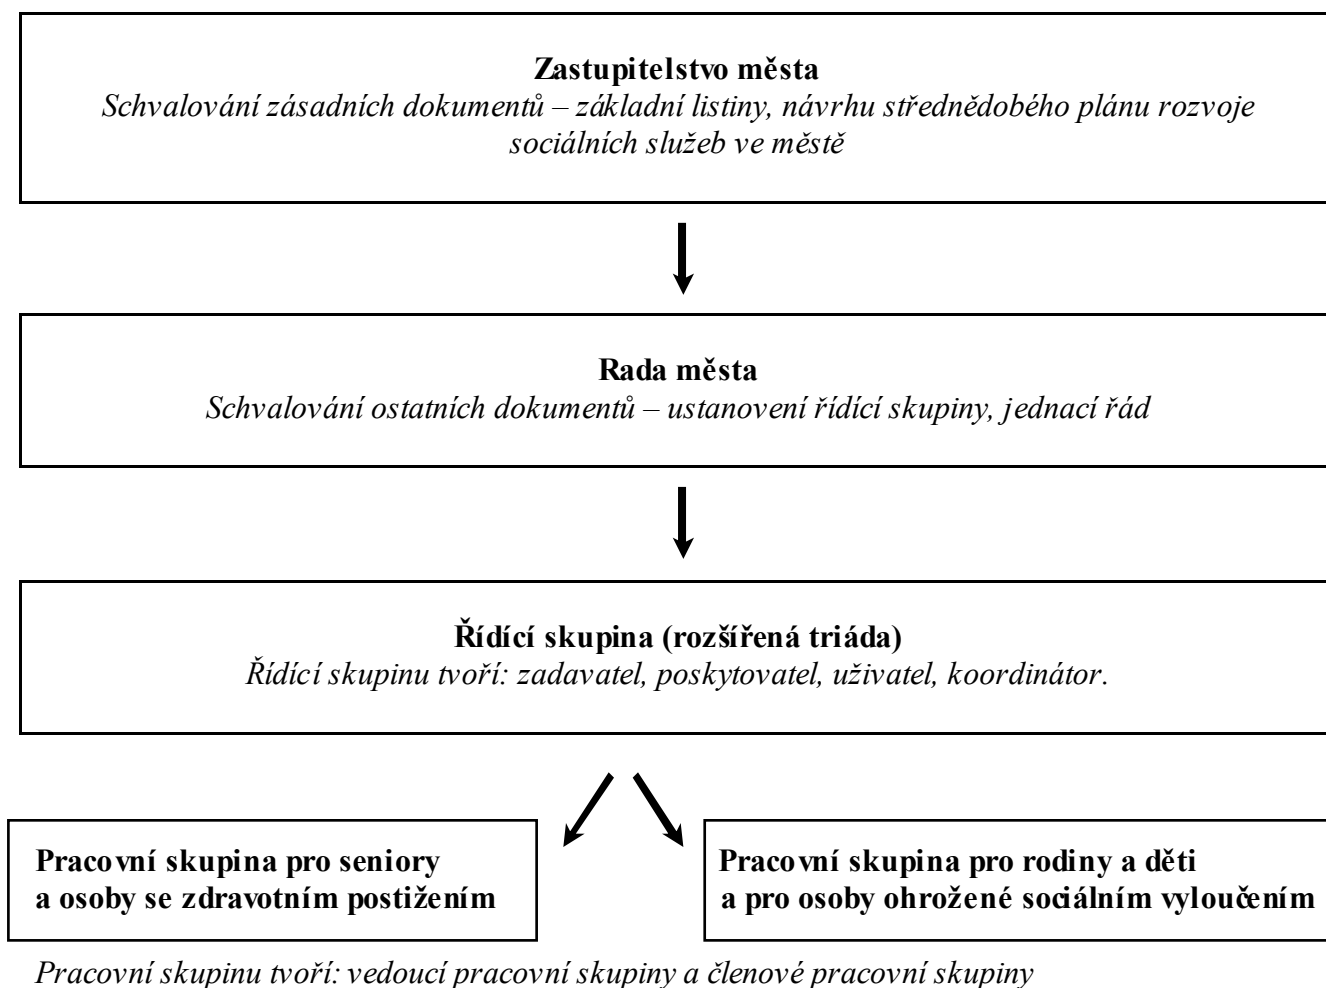 Zastupitelstvo města
Schvalování zásadních dokumentů – základní listiny, návrhu střednědobého plánu rozvoje
sociálních služeb ve městě
Rada města
Schvalování ostatních dokumentů – ustanovení řídící skupiny, jednací řád
Řídící skupina (rozšířená triáda)
Řídící skupinu tvoří: zadavatel, poskytovatel, uživatel, koordinátor.
Pracovní skupina pro seniory
a osoby se zdravotním postižením
Pracovní skupina pro rodiny a děti
a pro osoby ohrožené sociálním vyloučením
Pracovní skupinu tvoří: vedoucí pracovní skupiny a členové pracovní skupiny